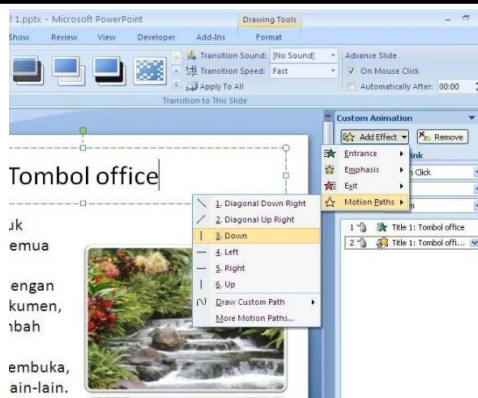 l 1.pptx - Microsoft PowerPoint
Drawing Tools
Show Review View Developer Add-Ins Format
Transition Sound: [No Sound]
Transition Speed: Fast
Apply To All
Transition to This Slide
Advance Slide
On Mouse Click
Automatically After: 00:00
Custom Animation
Add Effect
Remove
Entrance
Emphasis
Exit
Motion Paths
ink
Click
m
1. Diagonal Down Right
2. Diagonal Up Right
3. Down
4. Left
5. Right
6. Up
Draw Custom Path
More Motion Paths...
1 Title 1: Tombol office
2 Title 1: Tombol offi...
Tombol office
uk
emua
engan
kumen,
nbah
embuka,
ain-lain.